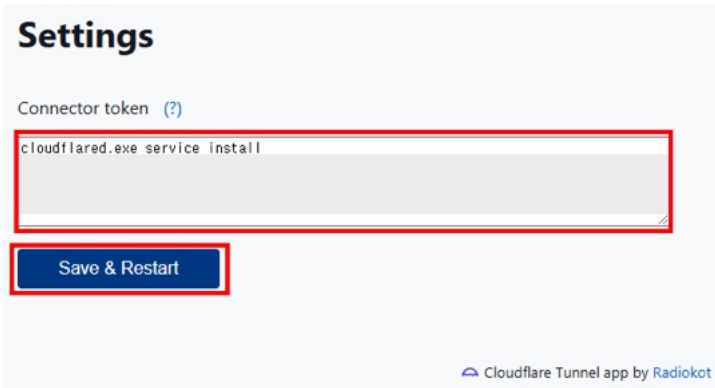 Settings
Connector token (?)
cloudflared.exe service install
Save & Restart
Cloudflare Tunnel app by Radiokot